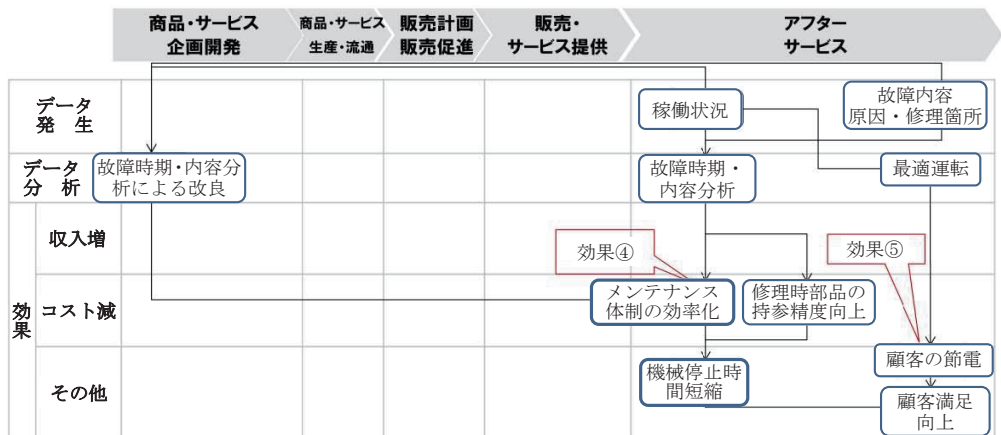 商品・サービス
企画開発
商品・サービス
生産・流通
販売計画
販売促進
販売・
サービス提供
アフター
サービス
データ
発 生
稼働状況
故障内容
原因・修理箇所
データ
分 析
故障時期・内容分
析による改良
故障時期・
内容分析
最適運転
効果
収入増
効果④
効果⑤
コスト減
メンテナンス
体制の効率化
修理時部品の
持参精度向上
その他
機械停止時
間短縮
顧客の節電
顧客満足
向上